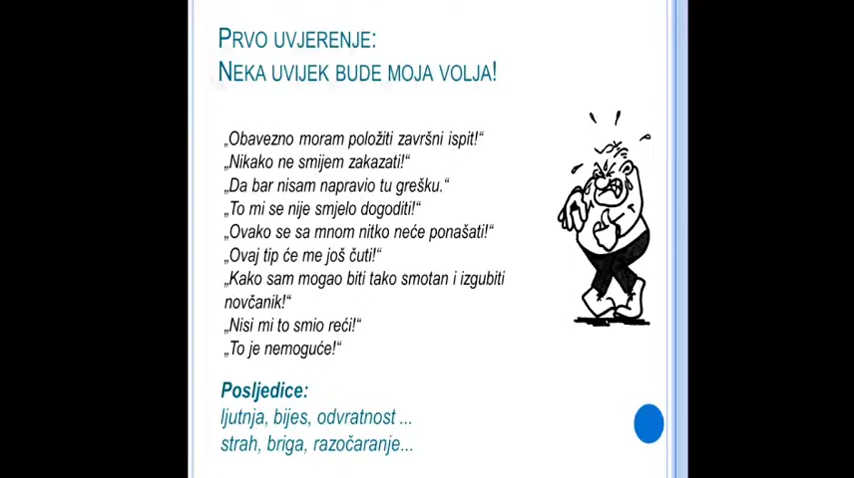 PRVO UVJERENJE:
NEKA UVIJEK BUDE MOJA VOLJA!
„Obavezno moram položiti završni ispit!“
„Nikako ne smijem zakazati!“
„Da bar nisam napravio tu grešku.“
„To mi se nije smjelo dogoditi!“
„Ovako se sa mnom nitko neće ponašati!“
„Ovaj tip će me još čuti!“
„Kako sam mogao biti tako smotan i izgubiti
novčanik!“
„Nisi mi to smio reći!“
„To je nemoguće!“
Posljedice:
ljutnja, bijes, odvratnost ...
strah, briga, razočaranje...